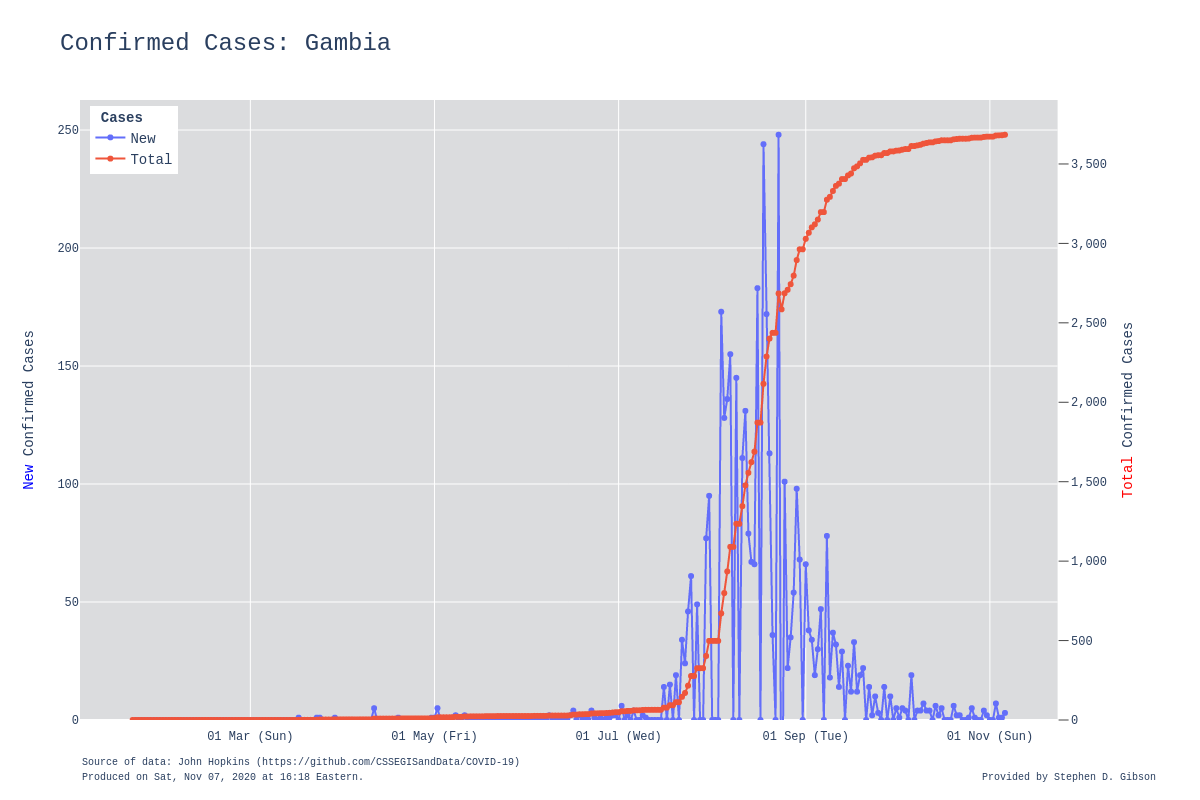 Confirmed Cases: Gambia
Cases
New
Total
250
200
150
100
50
0
3,500
3,000
2,500
2,000
1,500
1,000
500
0
New Confirmed Cases
Total Confirmed Cases
01 Mar (Sun)
01 May (Fri)
01 Jul (Wed)
01 Sep (Tue)
01 Nov (Sun)
Source of data: John Hopkins (https://github.com/CSSEGISandData/COVID-19)
Produced on Sat, Nov 07, 2020 at 16:18 Eastern.
Provided by Stephen D. Gibson